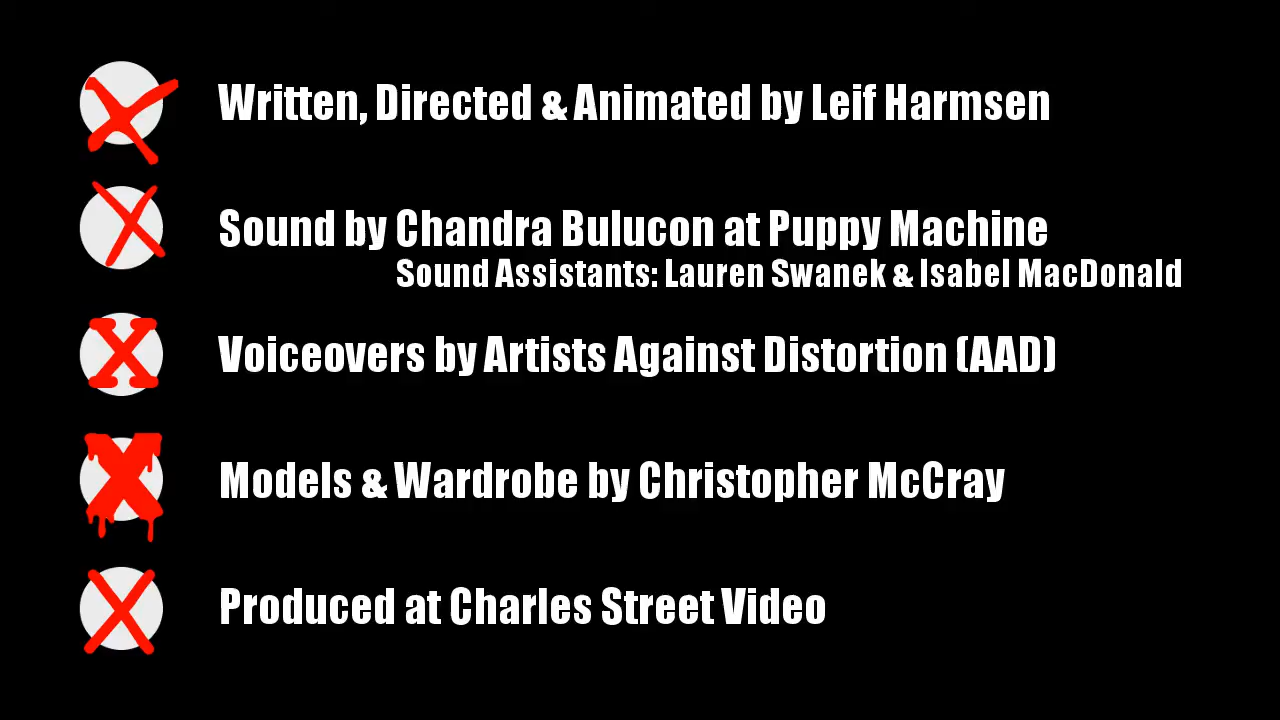 Written, Directed & Animated by Leif Harmsen
Sound by Chandra Bulucon at Puppy Machine
Sound Assistants: Lauren Swanek & Isabel MacDonald
Voiceovers by Artists Against Distortion (AAD)
Models & Wardrobe by Christopher McCray
Produced at Charles Street Video